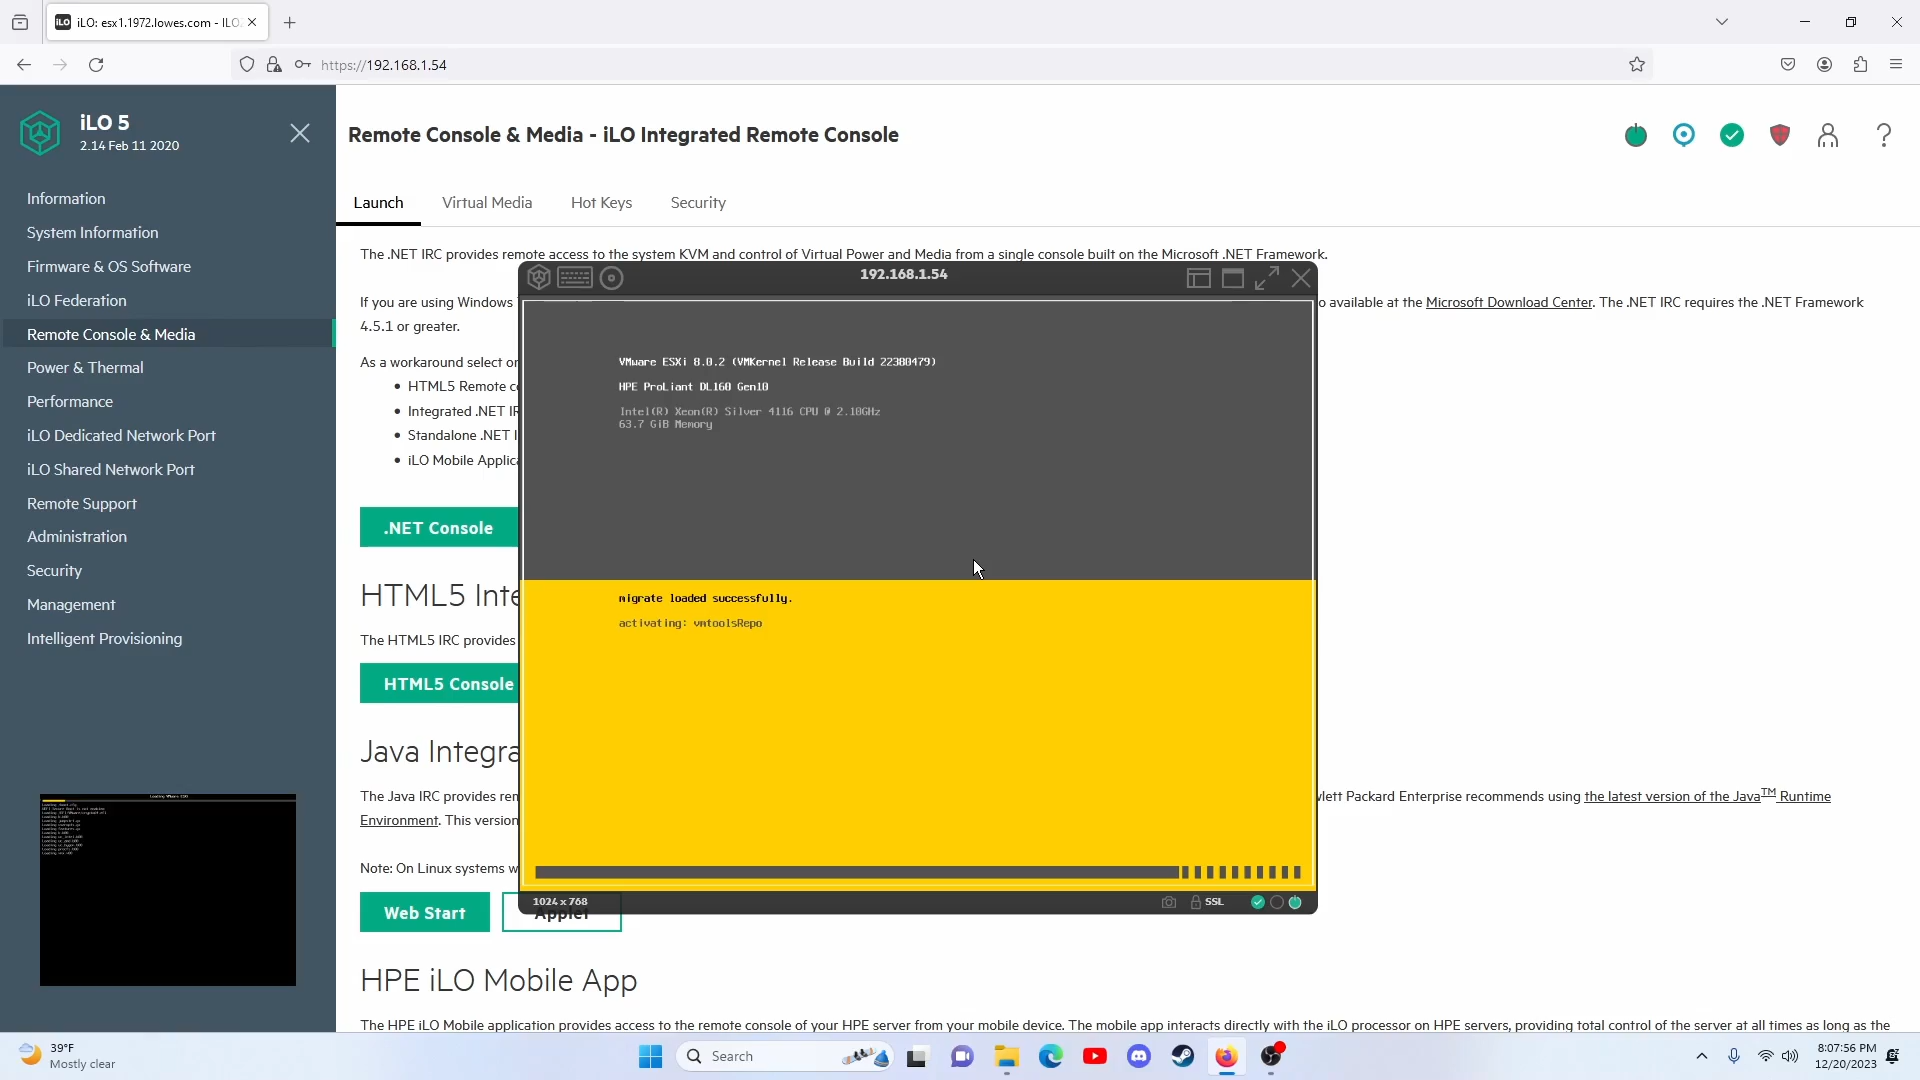 iLO: esx1.1972.lowes.com - iLO
https://192.168.1.54
iLO 5
2.14 Feb 11 2020
Information
System Information
Firmware & OS Software
iLO Federation
Remote Console & Media
Power & Thermal
Performance
iLO Dedicated Network Port
iLO Shared Network Port
Remote Support
Administration
Security
Management
Intelligent Provisioning
Remote Console & Media - iLO Integrated Remote Console
Launch
Virtual Media
Hot Keys
Security
The .NET IRC provides remote access to the system KVM and control of Virtual Power and Media from a single console built on the Microsoft .NET Framework.
If you are using Windows
o available at the Microsoft Download Center. The .NET IRC requires the .NET Framework
4.5.1 or greater.
As a workaround select or
HTML5 Remote co
Integrated .NET IR
Standalone .NET I
iLO Mobile Applica
.NET Console
HTML5 Inte
The HTML5 IRC provides
HTML5 Console
Java Integra
The Java IRC provides rem
wlett Packard Enterprise recommends using the latest version of the Java™ Runtime
Environment. This version
Note: On Linux systems w
Web Start
Applet
HPE iLO Mobile App
The HPE iLO Mobile application provides access to the remote console of your HPE server from your mobile device. The mobile app interacts directly with the iLO processor on HPE servers, providing total control of the server at all times as long as the
192.168.1.54
VMware ESXi 8.0.2 (VMKernel Release Build 22380479)
HPE ProLiant DL160 Gen10
Intel(R) Xeon(R) Silver 4116 CPU @ 2.10GHz
63.7 GiB Memory
migrate loaded successfully.
activating: vmtoolsRepo
1024 x 768
SSL
39°F
Mostly clear
Search
8:07:56 PM
12/20/2023